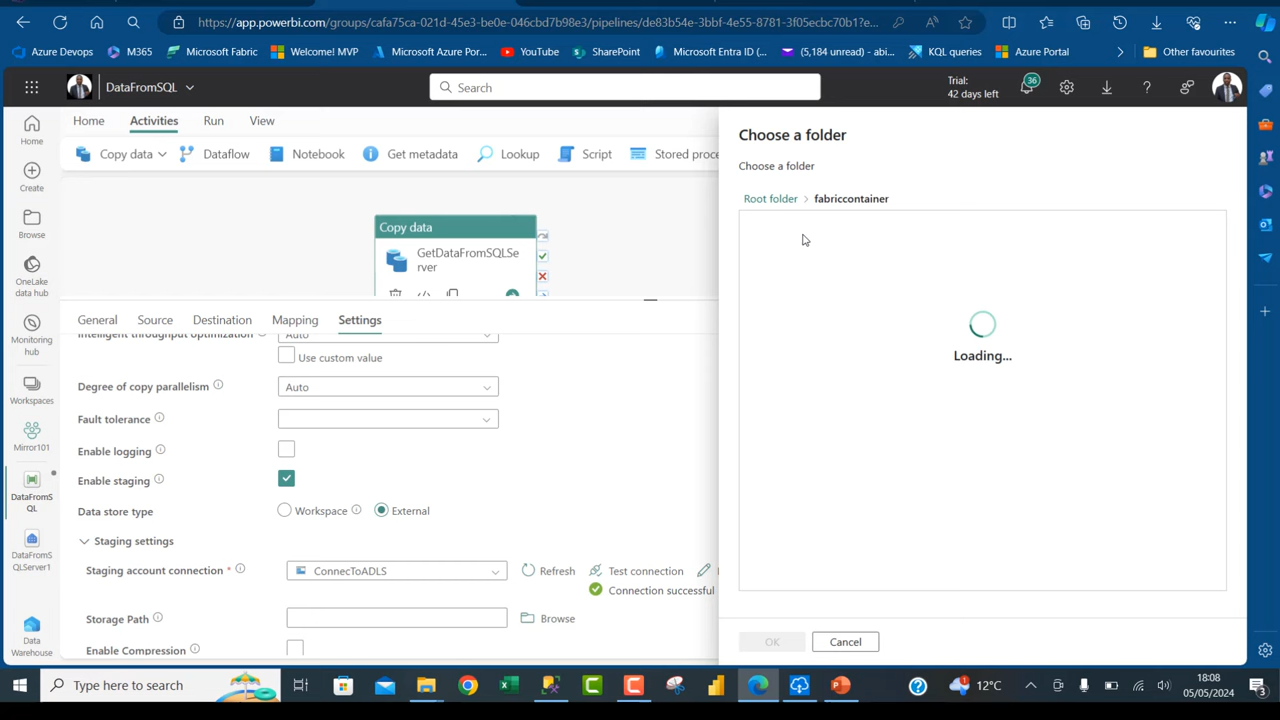 https://app.powerbi.com/groups/cafa75ca-021d-45e3-be0e-046cbd7b98e3/pipelines/de83b54e-3bbf-4e55-8781-3f05ecbc70b1?e...
Azure Devops
M365
Microsoft Fabric
Welcome! MVP
Microsoft Azure Por...
YouTube
SharePoint
Microsoft Entra ID (...
(5,184 unread) - abi...
KQL queries
Azure Portal
Other favourites
DataFromSQL
Search
Trial:
42 days left
36
Home
Activities
Run
View
Copy data
Dataflow
Notebook
Get metadata
Lookup
Script
Stored proce
Home
Create
Browse
OneLake
data hub
Monitoring
hub
Workspaces
Mirror101
DataFromS
QL
DataFromS
QLServer1
Data
Warehouse
Copy data
GetDataFromSQLSe
rver
General
Source
Destination
Mapping
Settings
Intelligent throughput optimization
Auto
Use custom value
Degree of copy parallelism
Auto
Fault tolerance
Enable logging
Enable staging
Data store type
Workspace
External
Staging settings
Staging account connection *
ConnecToADLS
Refresh
Test connection
Connection successful
Storage Path
Browse
Enable Compression
Choose a folder
Choose a folder
Root folder > fabriccontainer
Loading...
OK
Cancel
Type here to search
12°C
18:08
05/05/2024
3